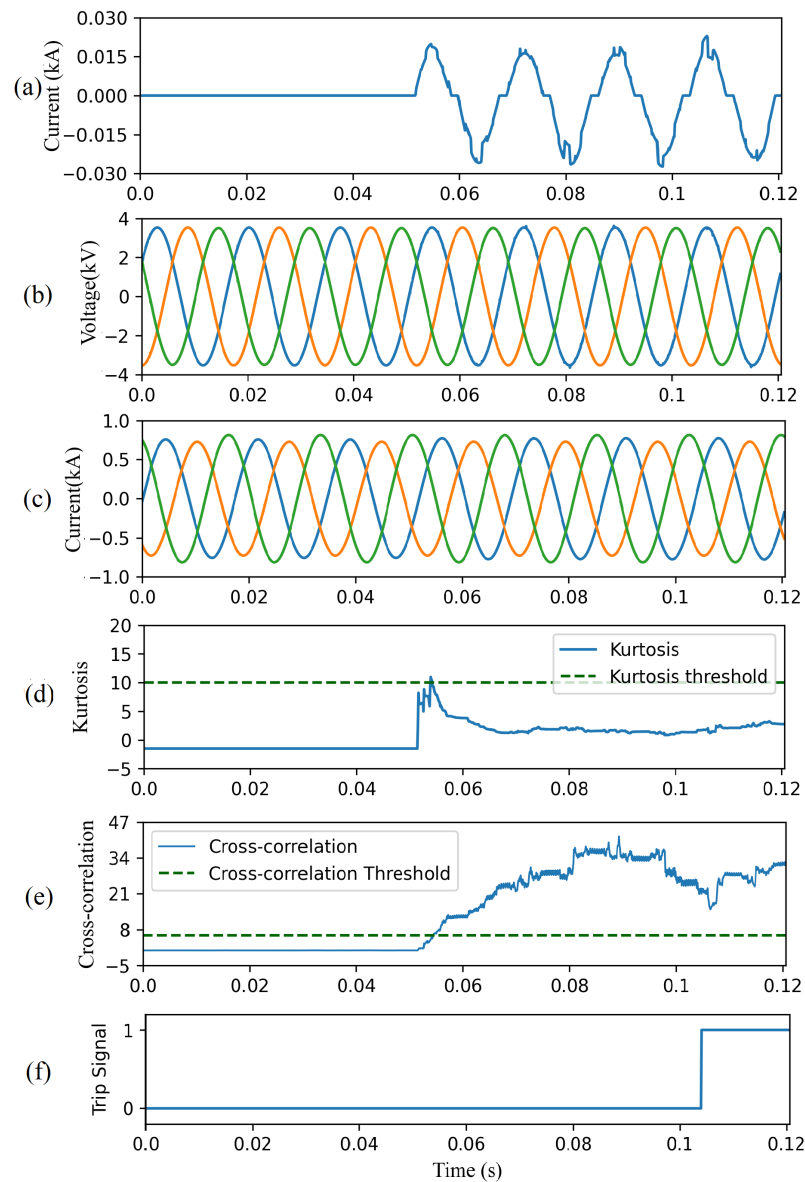 (a)
Current (kA)
0.030
0.015
0.000
−0.015
−0.030
0.0 0.02 0.04 0.06 0.08 0.1 0.12
(b)
Voltage(kV)
4
2
0
−2
−4
0.0 0.02 0.04 0.06 0.08 0.1 0.12
(c)
Current(kA)
1.0
0.5
0.0
−0.5
−1.0
0.0 0.02 0.04 0.06 0.08 0.1 0.12
(d)
Kurtosis
20
15
10
5
0
−5
Kurtosis
Kurtosis threshold
0.0 0.02 0.04 0.06 0.08 0.1 0.12
(e)
Cross-correlation
47
34
21
8
−5
Cross-correlation
Cross-correlation Threshold
0.0 0.02 0.04 0.06 0.08 0.1 0.12
(f)
Trip Signal
1
0
0.0 0.02 0.04 0.06 0.08 0.1 0.12
Time (s)